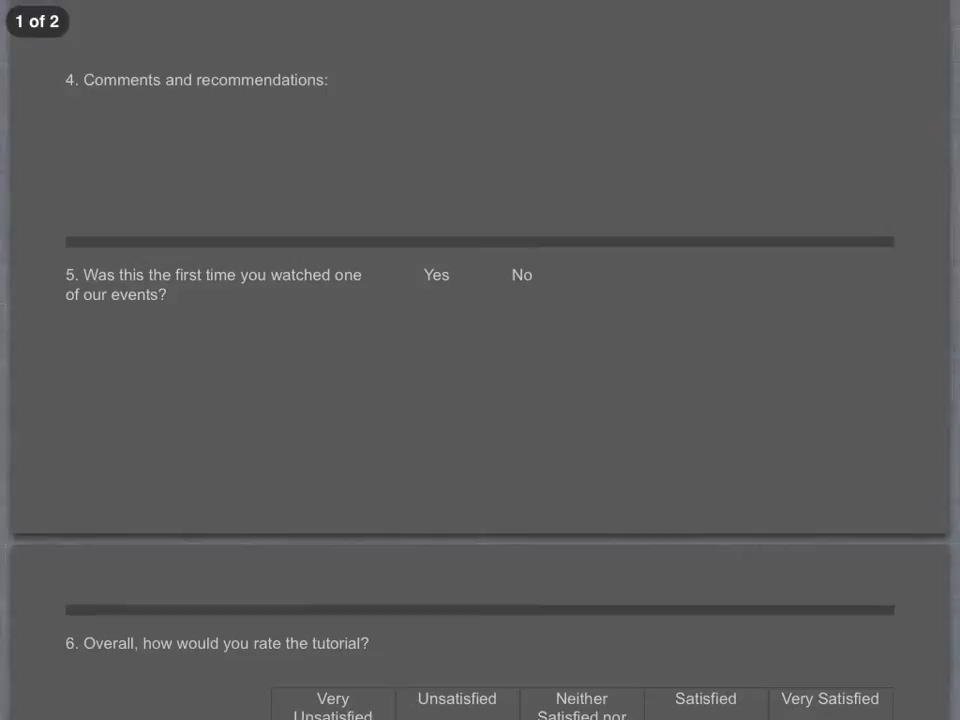 1 of 2
4. Comments and recommendations:
5. Was this the first time you watched one
of our events?
Yes
No
6. Overall, how would you rate the tutorial?
Very
Unsatisfied
Unsatisfied
Neither
Satisfied nor
Satisfied
Very Satisfied